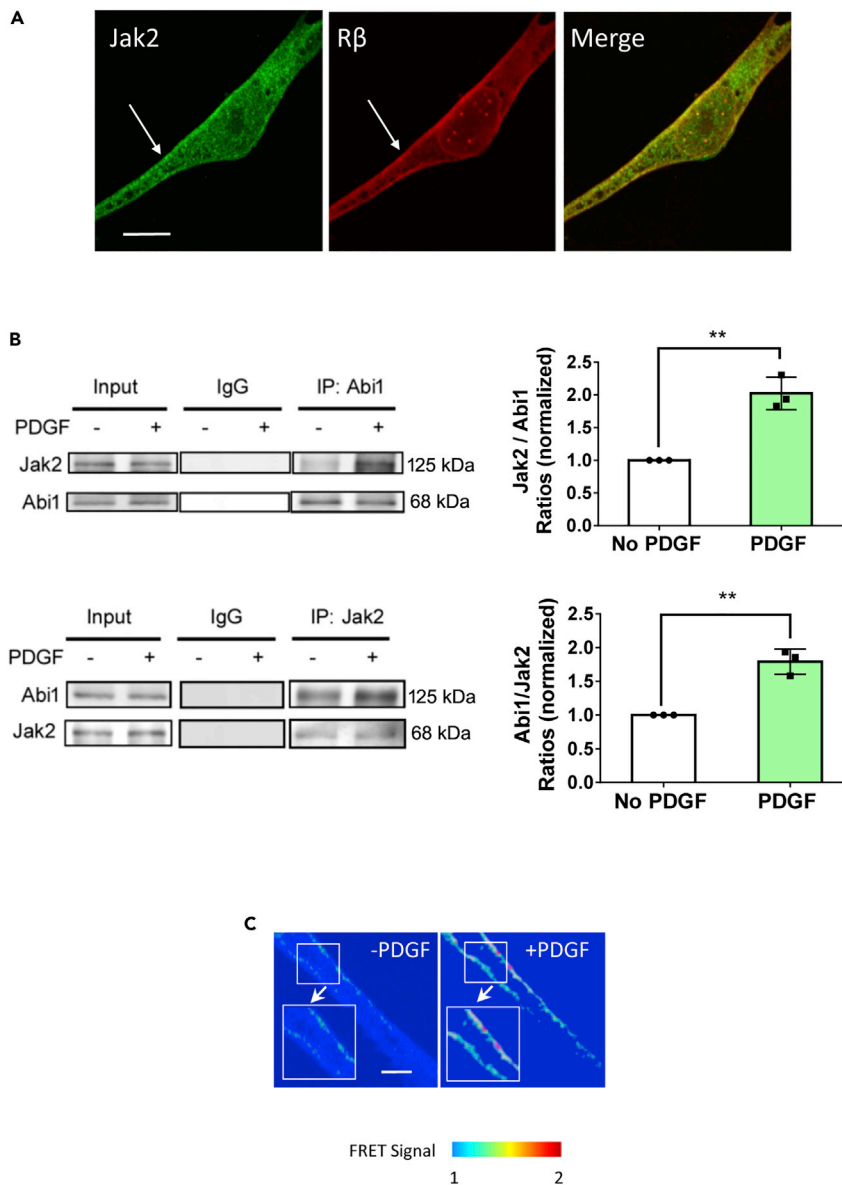 A
Jak2
Rβ
Merge
B
Input
IgG
IP: Abi1
PDGF
-
+
-
+
-
+
Jak2
125 kDa
Abi1
68 kDa
**
Jak2 / Abi1
Ratios (normalized)
2.5
2.0
1.5
1.0
0.5
0.0
No PDGF
PDGF
Input
IgG
IP: Jak2
PDGF
-
+
-
+
-
+
Abi1
125 kDa
Jak2
68 kDa
**
Abi1/Jak2
Ratios (normalized)
2.5
2.0
1.5
1.0
0.5
0.0
No PDGF
PDGF
C
-PDGF
+PDGF
FRET Signal
1
2